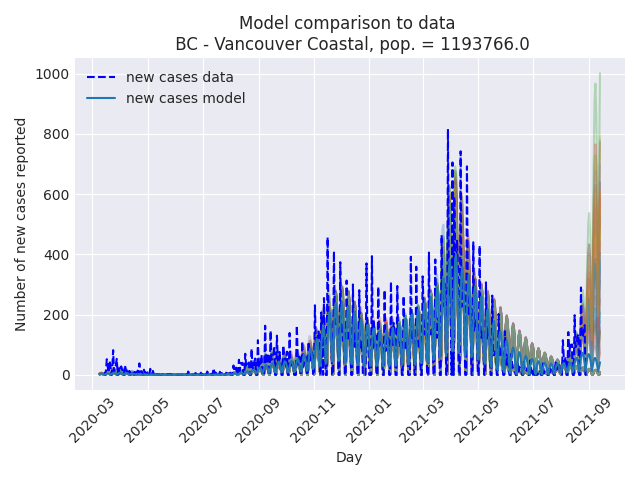 Model comparison to data
BC - Vancouver Coastal, pop. = 1193766.0
new cases data
new cases model
Number of new cases reported
1000
800
600
400
200
0
2020-03
2020-05
2020-07
2020-09
2020-11
2021-01
2021-03
2021-05
2021-07
2021-09
Day